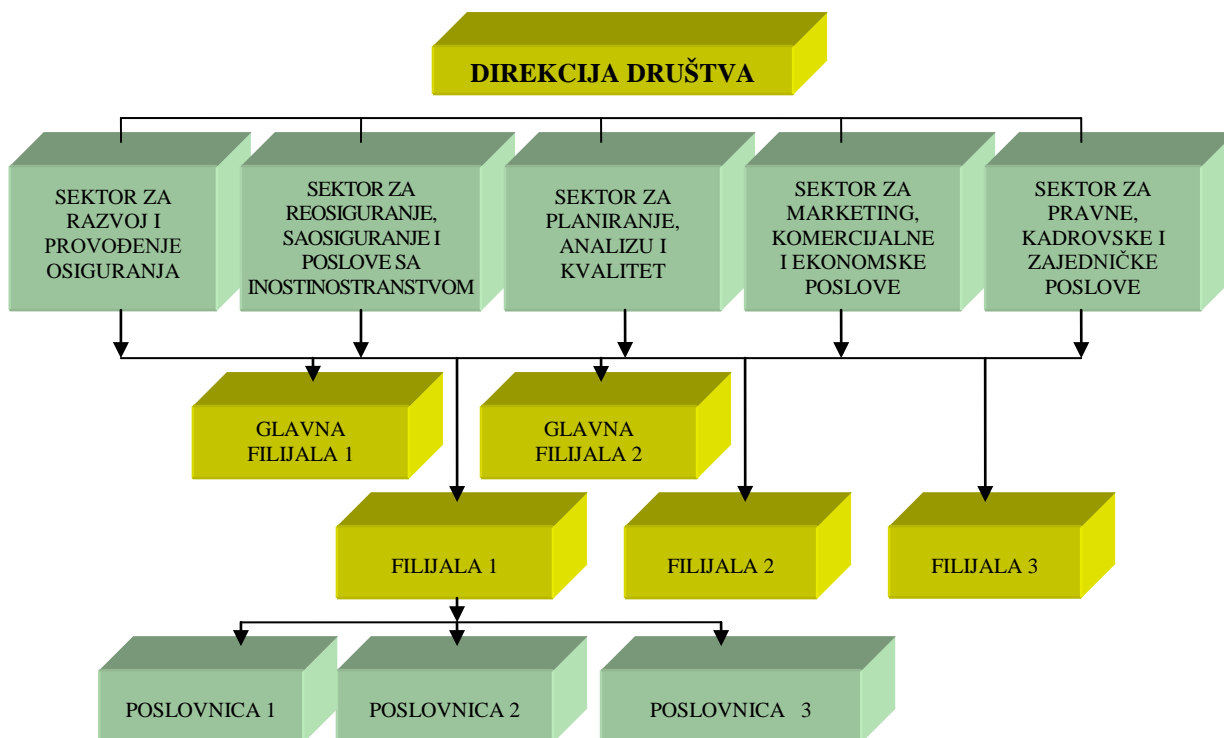 DIREKCIJA DRUŠTVA
SEKTOR ZA
RAZVOJ I
PROVOĐENJE
OSIGURANJA
SEKTOR ZA
REOSIGURANJE,
SAOSIGURANJE I
POSLOVE SA
INOSTINOSTRANSTVOM
SEKTOR ZA
PLANIRANJE,
ANALIZU I
KVALITET
SEKTOR ZA
MARKETING,
KOMERCIJALNE
I EKONOMSKE
POSLOVE
SEKTOR ZA
PRAVNE,
KADROVSKE I
ZAJEDNIČKE
POSLOVE
GLAVNA
FILIJALA 1
GLAVNA
FILIJALA 2
FILIJALA 1
FILIJALA 2
FILIJALA 3
POSLOVNICA 1
POSLOVNICA 2
POSLOVNICA 3